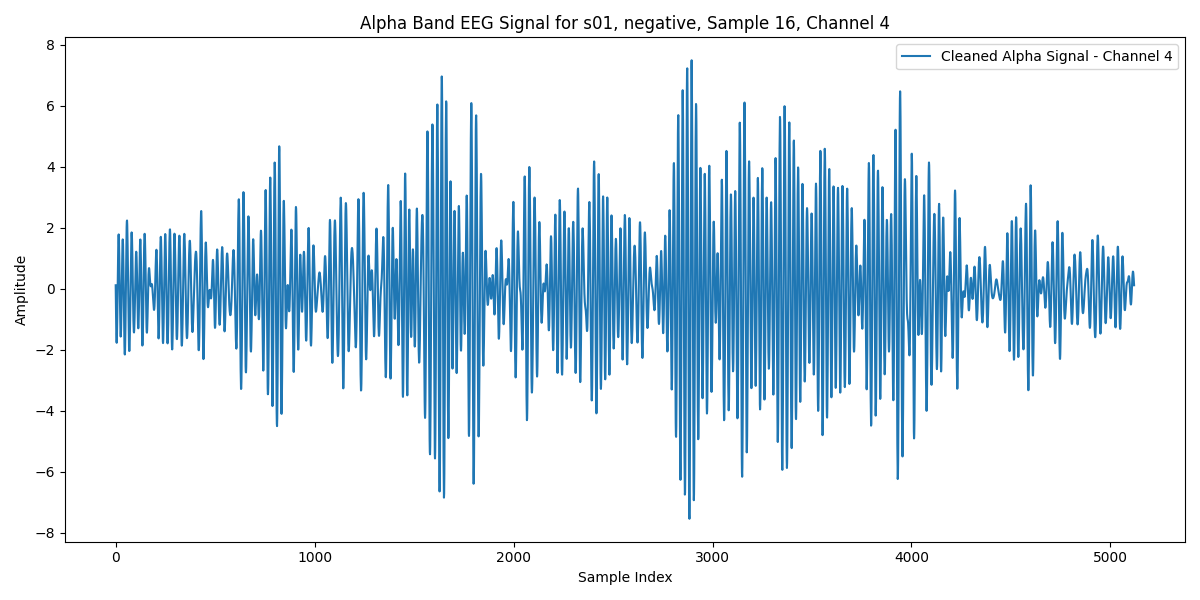 Alpha Band EEG Signal for s01, negative, Sample 16, Channel 4
Cleaned Alpha Signal - Channel 4
8
6
4
2
0
−2
−4
−6
−8
Amplitude
0 1000 2000 3000 4000 5000
Sample Index